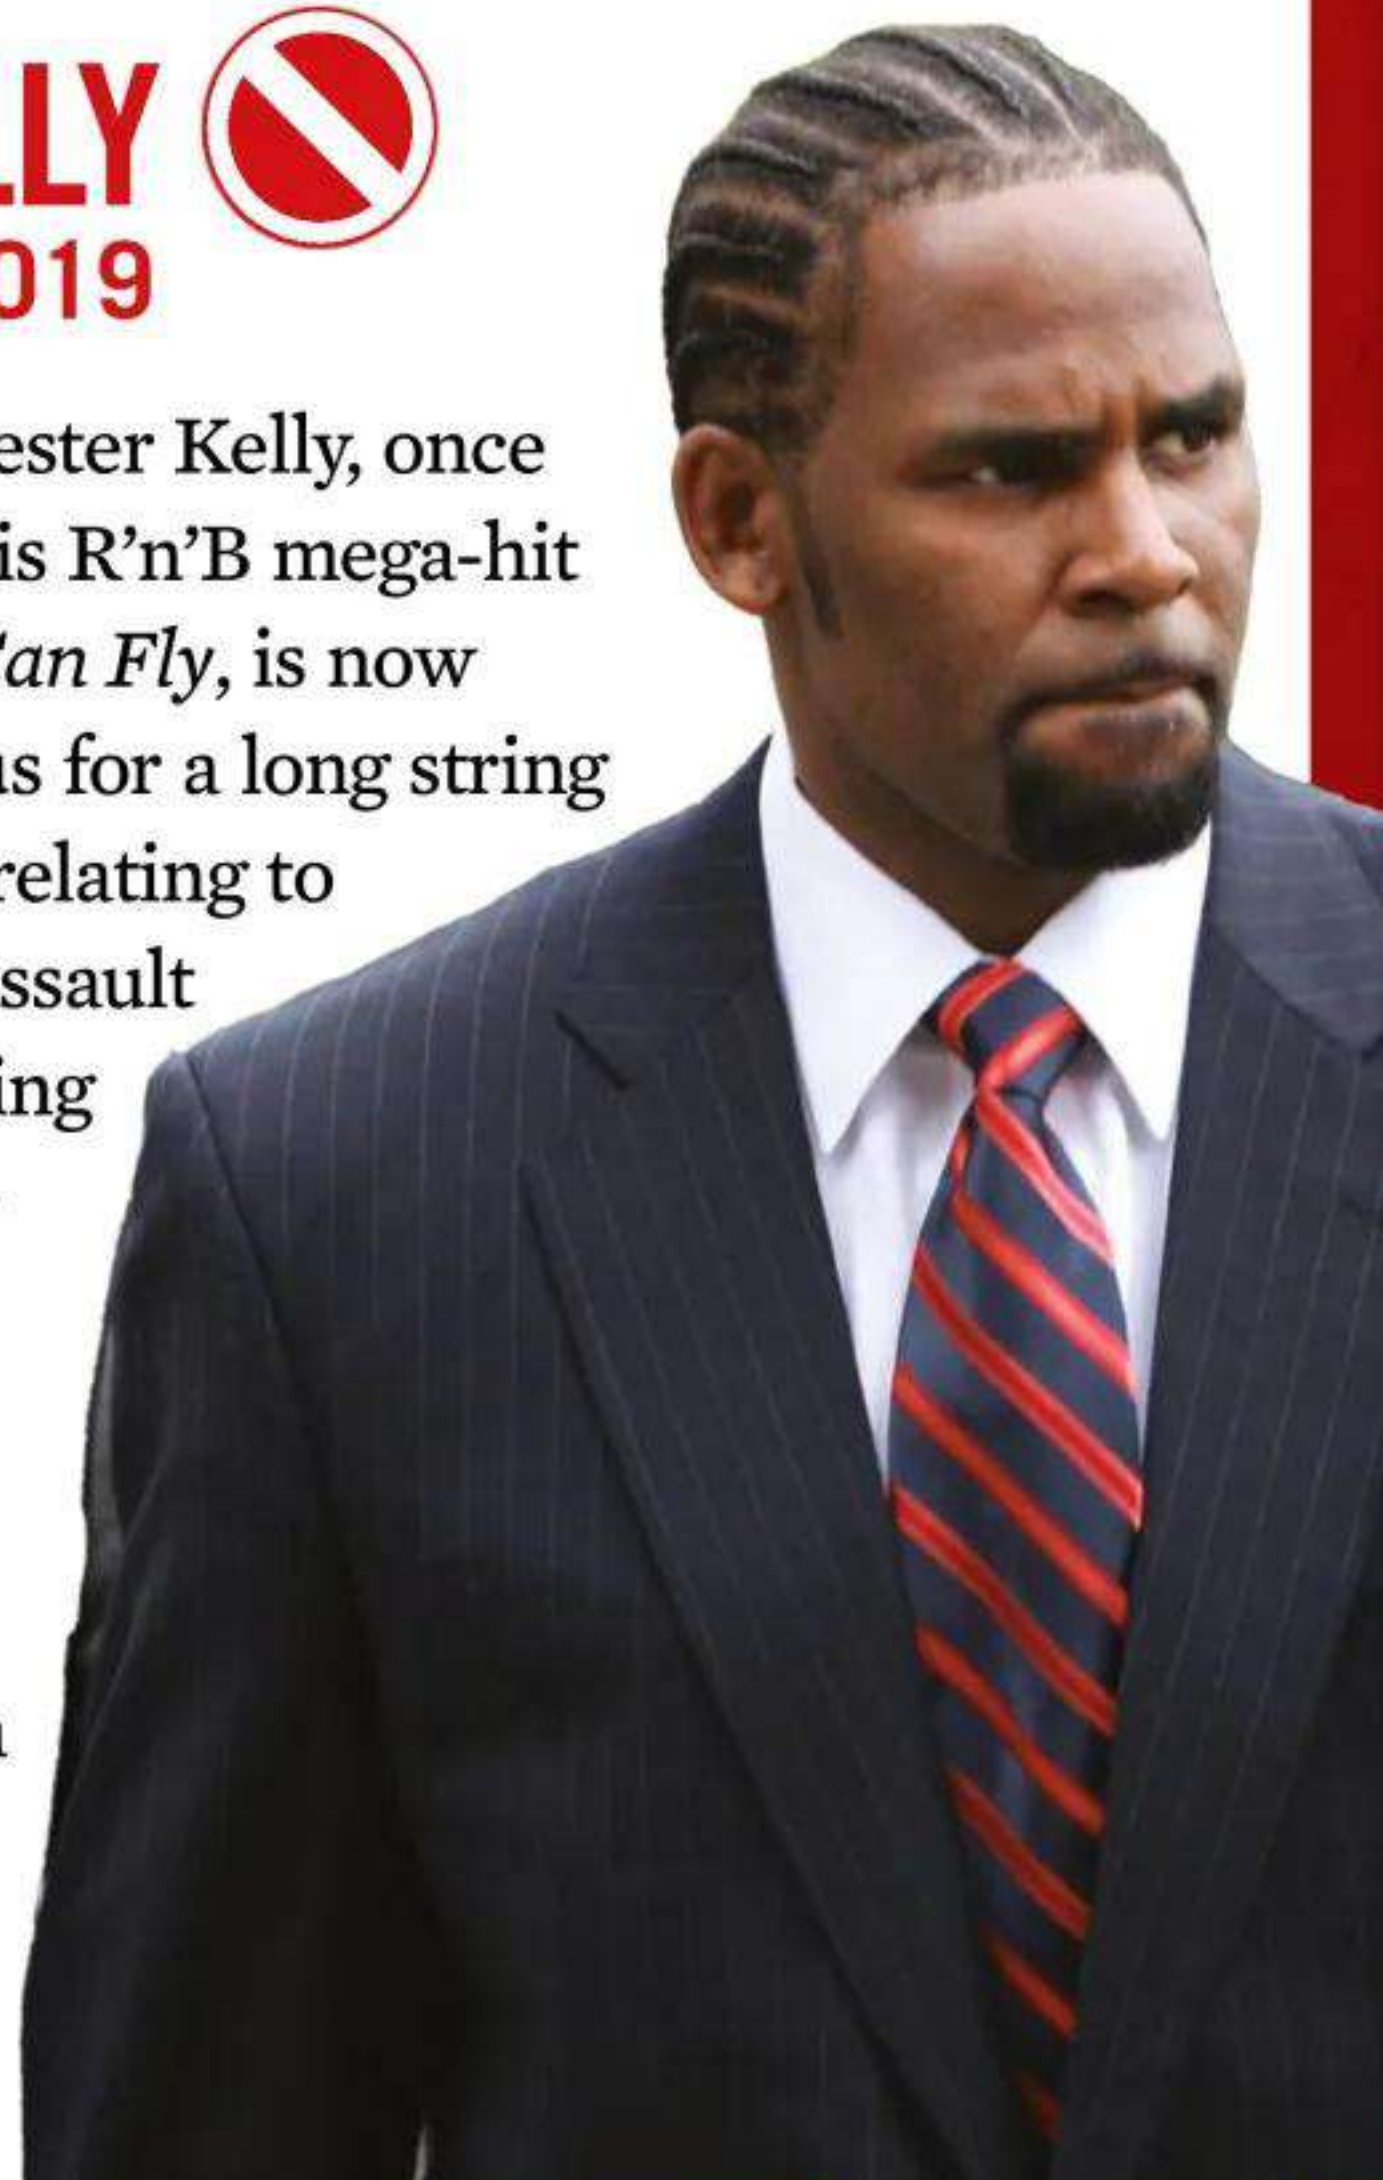 LLY
019
ester Kelly, once
is R'n'B mega-hit
an Fly, is now
us for a long string
relating to
ssault
ing